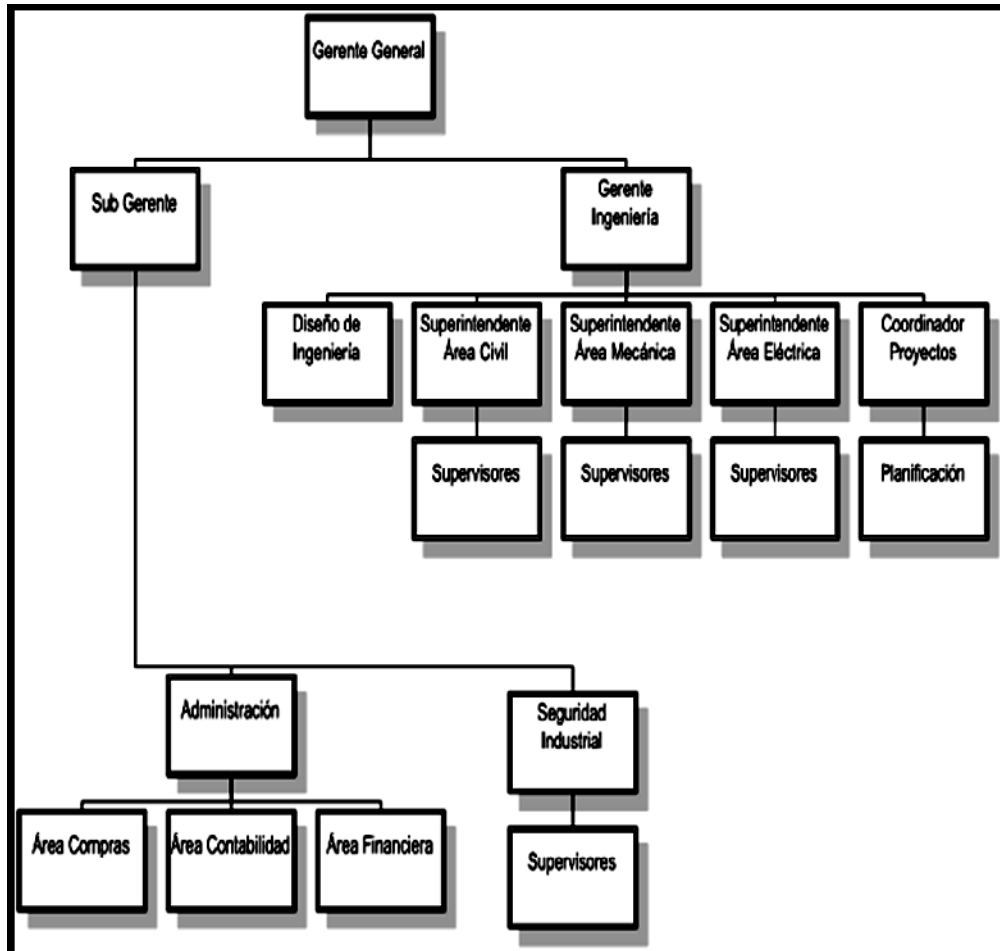 Gerente General
Sub Gerente
Gerente
Ingeniería
Diseño de
Ingeniería
Superintendente
Área Civil
Superintendente
Área Mecánica
Superintendente
Área Eléctrica
Coordinador
Proyectos
Supervisores
Supervisores
Supervisores
Planificación
Administración
Seguridad
Industrial
Área Compras
Área Contabilidad
Área Financiera
Supervisores